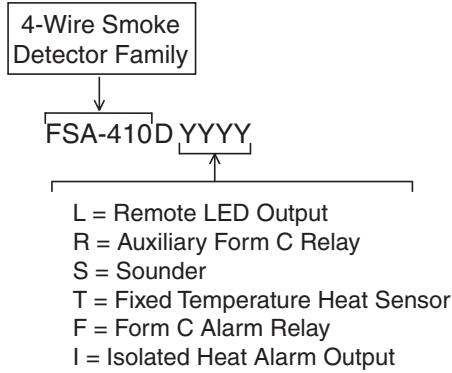 4-Wire Smoke
Detector Family
FSA-410D YYYY
L = Remote LED Output
R = Auxiliary Form C Relay
S = Sounder
T = Fixed Temperature Heat Sensor
F = Form C Alarm Relay
I = Isolated Heat Alarm Output